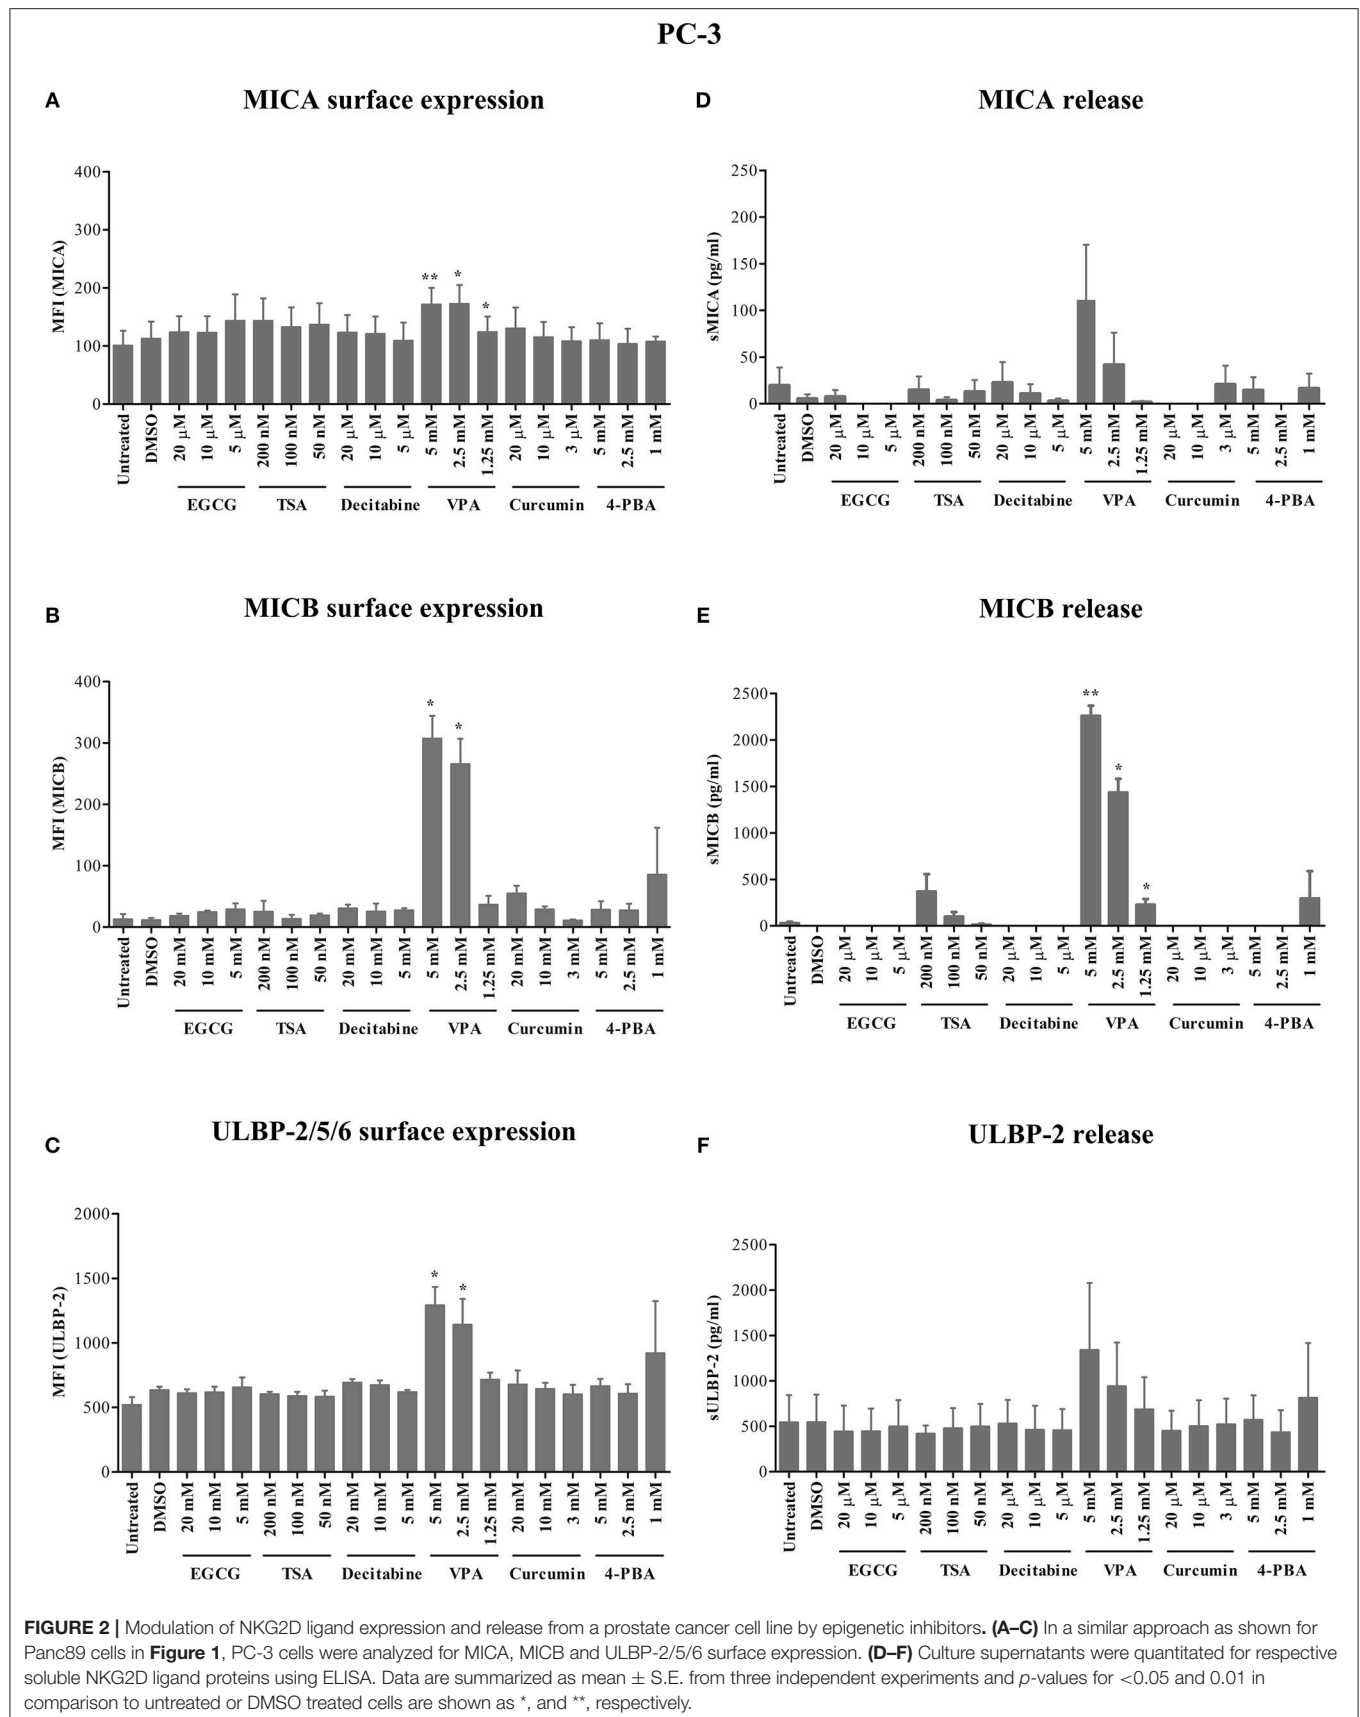 PC-3
A
MICA surface expression
MFI (MICA)
400
300
200
100
0
** * *
Untreated DMSO 20 μM 10 μM 5 μM 200 nM 100 nM 50 nM 20 μM 10 μM 5 μM 5 mM 2.5 mM 1.25 mM 20 μM 10 μM 3 μM 5 mM 2.5 mM 1 mM
EGCG TSA Decitabine VPA Curcumin 4-PBA
D
MICA release
sMICA (pg/ml)
250
200
150
100
50
0
Untreated DMSO 20 μM 10 μM 5 μM 200 nM 100 nM 50 nM 20 μM 10 μM 5 μM 5 mM 2.5 mM 1.25 mM 20 μM 10 μM 3 μM 5 mM 2.5 mM 1 mM
EGCG TSA Decitabine VPA Curcumin 4-PBA
B
MICB surface expression
MFI (MICB)
400
300
200
100
0
* *
Untreated DMSO 20 mM 10 mM 5 mM 200 nM 100 nM 50 nM 20 mM 10 mM 5 mM 5 mM 2.5 mM 1.25 mM 20 mM 10 mM 3 mM 5 mM 2.5 mM 1 mM
EGCG TSA Decitabine VPA Curcumin 4-PBA
E
MICB release
sMICB (pg/ml)
2500
2000
1500
1000
500
0
** * *
Untreated DMSO 20 μM 10 μM 5 μM 200 nM 100 nM 50 nM 20 μM 10 μM 5 μM 5 mM 2.5 mM 1.25 mM 20 μM 10 μM 3 μM 5 mM 2.5 mM 1 mM
EGCG TSA Decitabine VPA Curcumin 4-PBA
C
ULBP-2/5/6 surface expression
MFI (ULBP-2)
2000
1500
1000
500
0
* *
Untreated DMSO 20 mM 10 mM 5 mM 200 nM 100 nM 50 nM 20 mM 10 mM 5 mM 5 mM 2.5 mM 1.25 mM 20 mM 10 mM 3 mM 5 mM 2.5 mM 1 mM
EGCG TSA Decitabine VPA Curcumin 4-PBA
F
ULBP-2 release
sULBP-2 (pg/ml)
2500
2000
1500
1000
500
0
Untreated DMSO 20 μM 10 μM 5 μM 200 nM 100 nM 50 nM 20 μM 10 μM 5 μM 5 mM 2.5 mM 1.25 mM 20 μM 10 μM 3 μM 5 mM 2.5 mM 1 mM
EGCG TSA Decitabine VPA Curcumin 4-PBA
FIGURE 2 | Modulation of NKG2D ligand expression and release from a prostate cancer cell line by epigenetic inhibitors. (A–C) In a similar approach as shown for
Panc89 cells in Figure 1, PC-3 cells were analyzed for MICA, MICB and ULBP-2/5/6 surface expression. (D–F) Culture supernatants were quantitated for respective
soluble NKG2D ligand proteins using ELISA. Data are summarized as mean ± S.E. from three independent experiments and p-values for <0.05 and 0.01 in
comparison to untreated or DMSO treated cells are shown as *, and **, respectively.